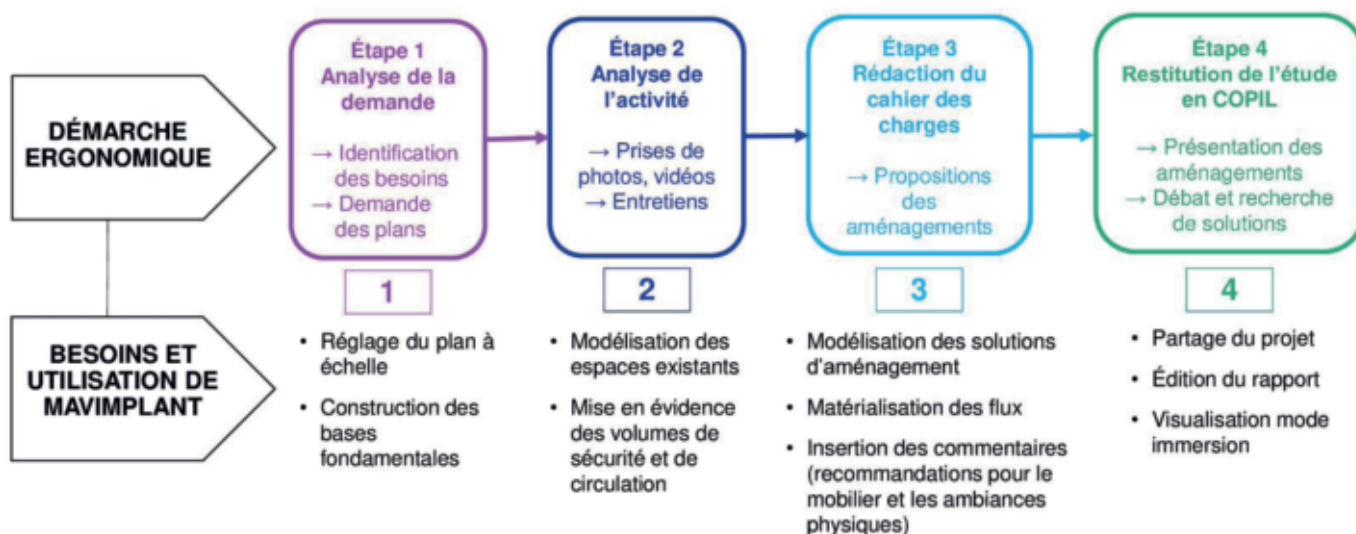 DÉMARCHE
ERGONOMIQUE
Étape 1
Analyse de la
demande
→ Identification
des besoins
→ Demande
des plans
Étape 2
Analyse de
l'activité
→ Prises de
photos, vidéos
→ Entretiens
Étape 3
Rédaction du
cahier des
charges
→ Propositions
des
aménagements
Étape 4
Restitution de l'étude
en COPIL
→ Présentation des
aménagements
→ Débat et recherche
de solutions
BESOINS ET
UTILISATION DE
MAVIMPLANT
1
• Réglage du plan à
échelle
• Construction des
bases
fondamentales
2
• Modélisation des
espaces existants
• Mise en évidence
des volumes de
sécurité et de
circulation
3
• Modélisation des solutions
d'aménagement
• Matérialisation des flux
• Insertion des commentaires
(recommandations pour le
mobilier et les ambiances
physiques)
4
• Partage du projet
• Édition du rapport
• Visualisation mode
immersion